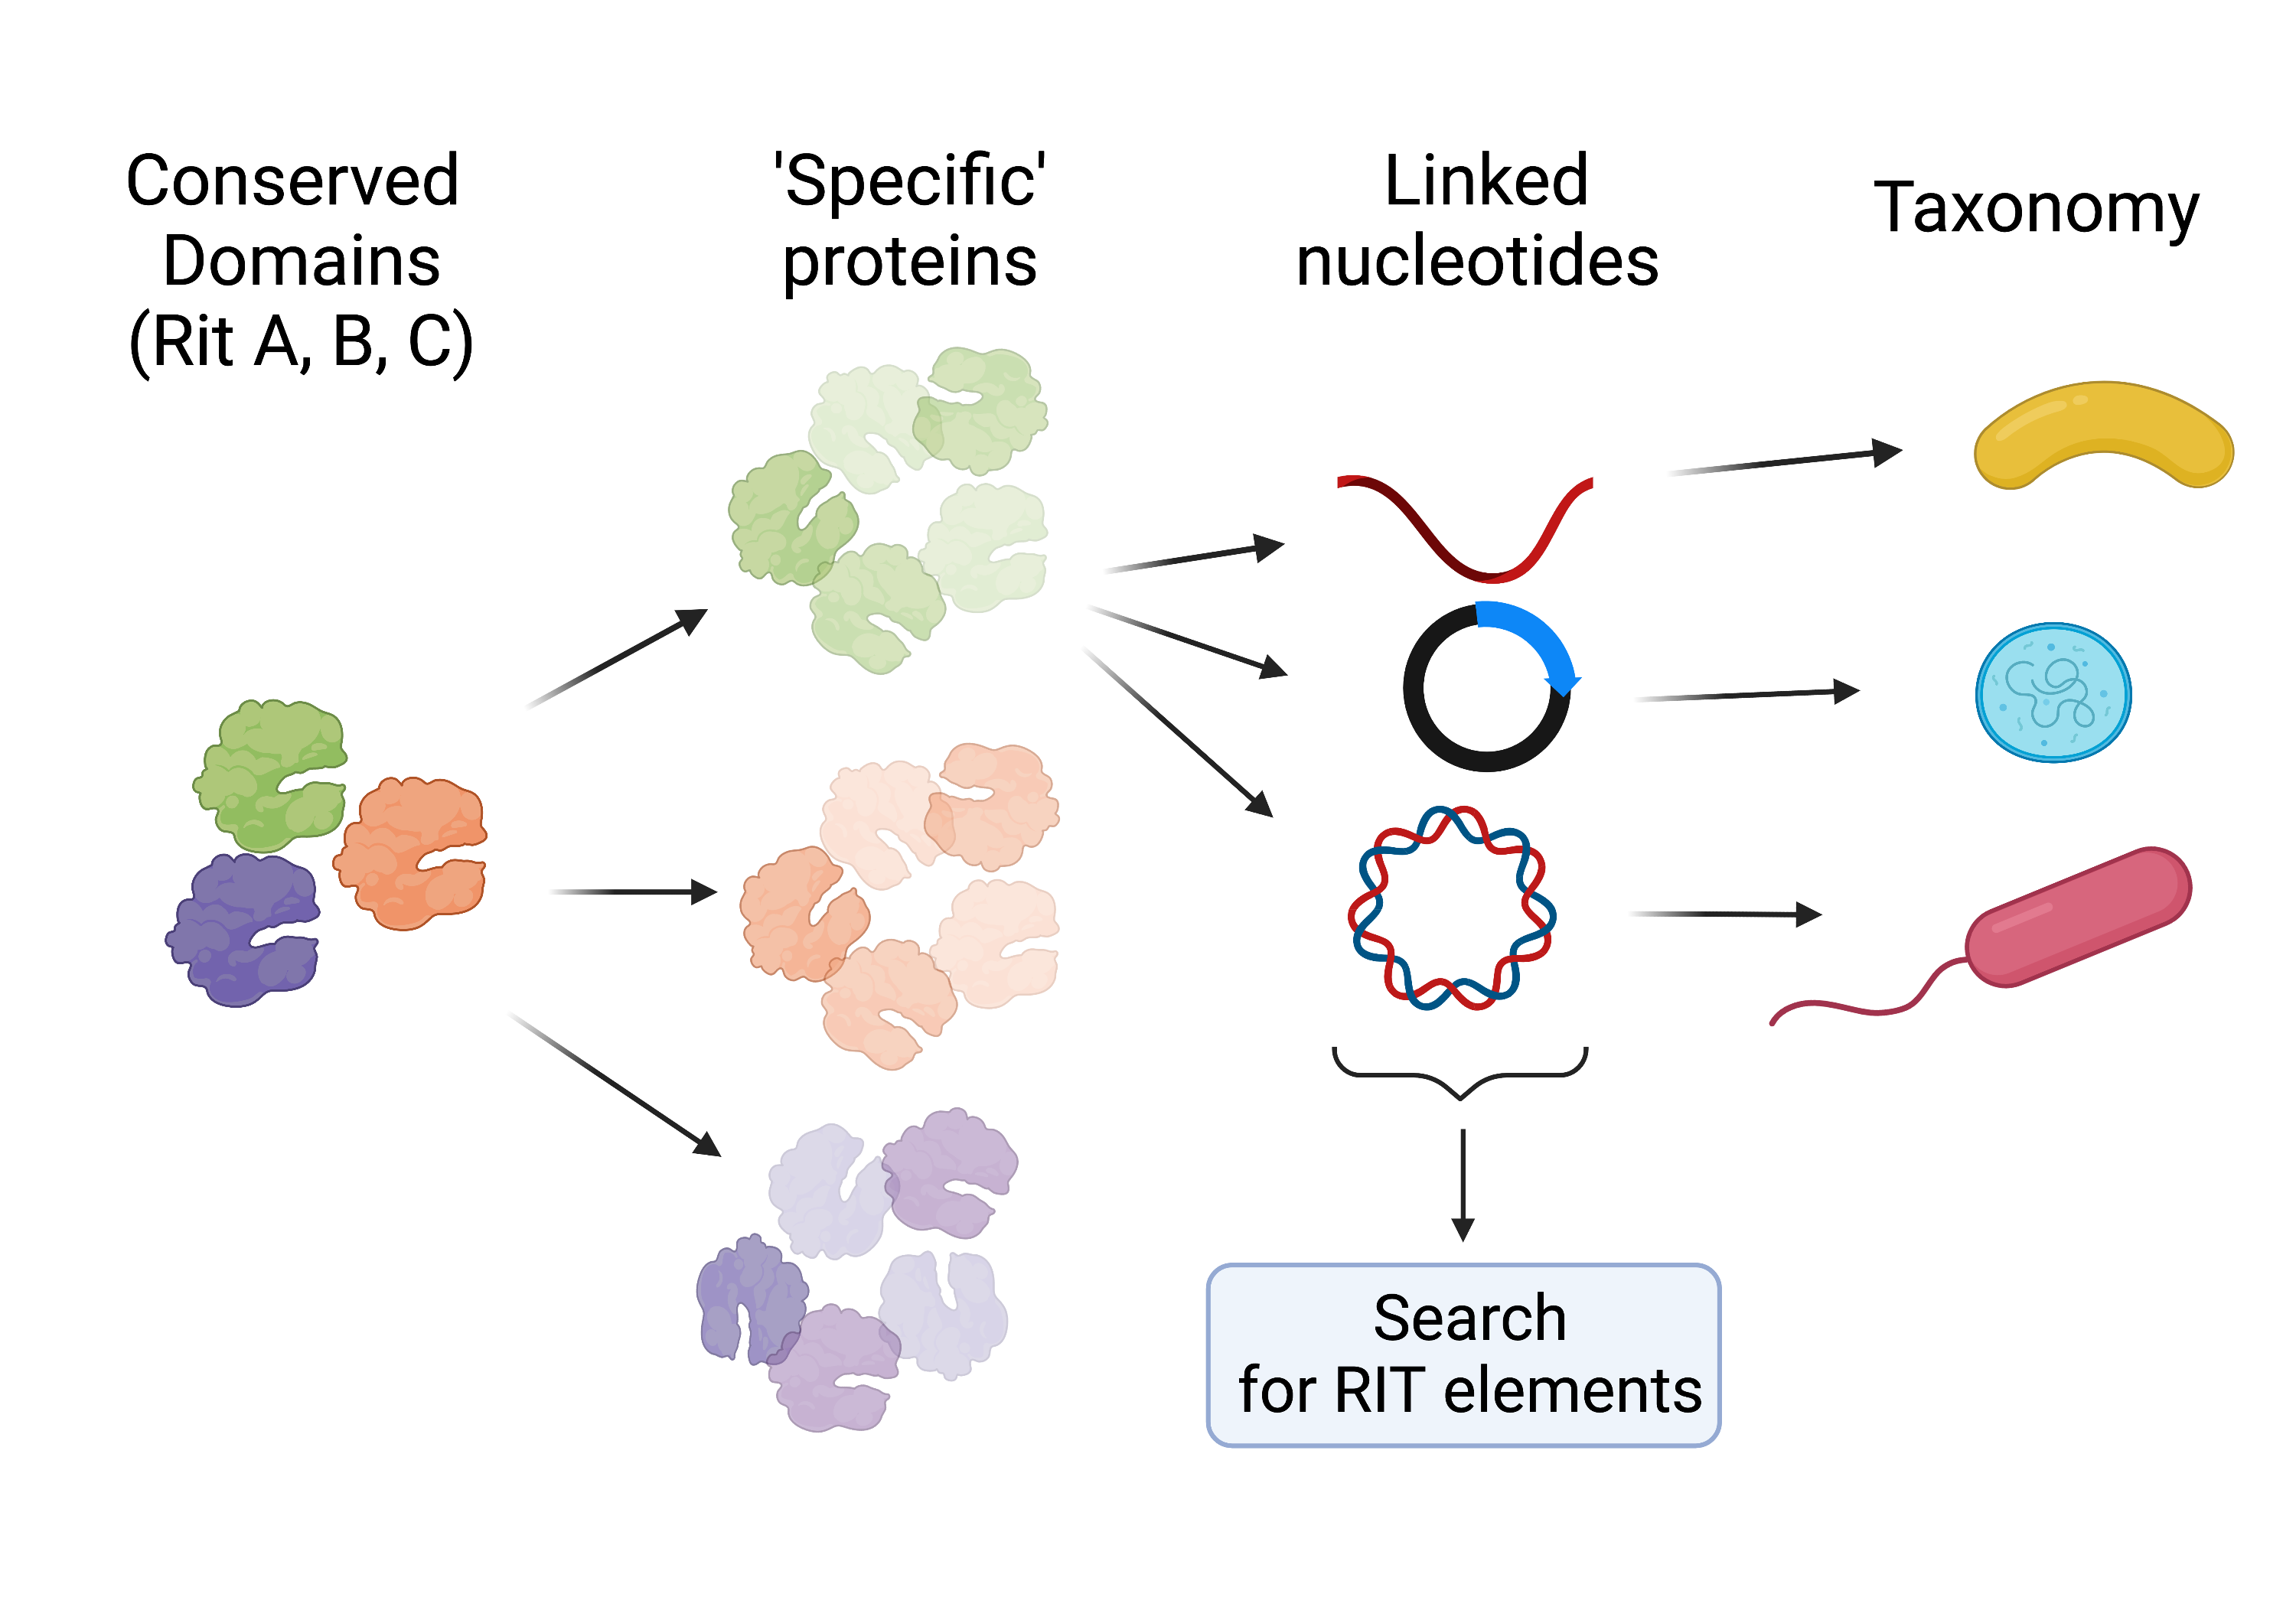 Conserved
Domains
(Rit A, B, C)
'Specific'
proteins
Linked
nucleotides
Taxonomy
Search
for RIT elements